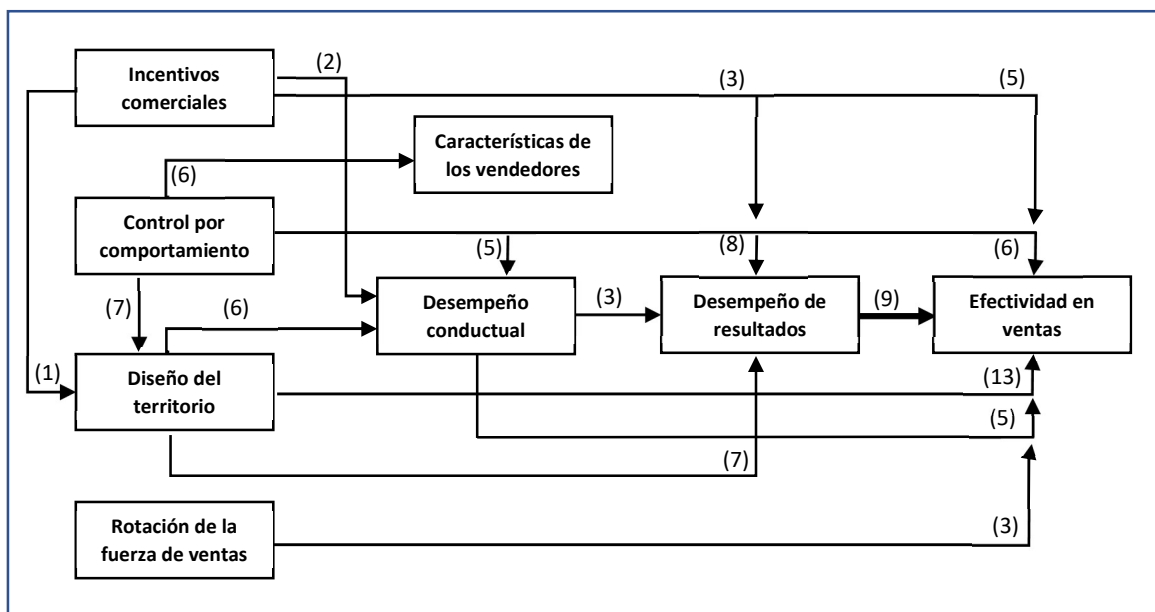 Incentivos
comerciales
(2)
(3)
(5)
Características de
los vendedores
(6)
Control por
comportamiento
(5)
(8)
(6)
(7)
(6)
Desempeño
conductual
(3)
Desempeño de
resultados
(9)
Efectividad en
ventas
(1)
Diseño del
territorio
(13)
(5)
(7)
Rotación de la
fuerza de ventas
(3)